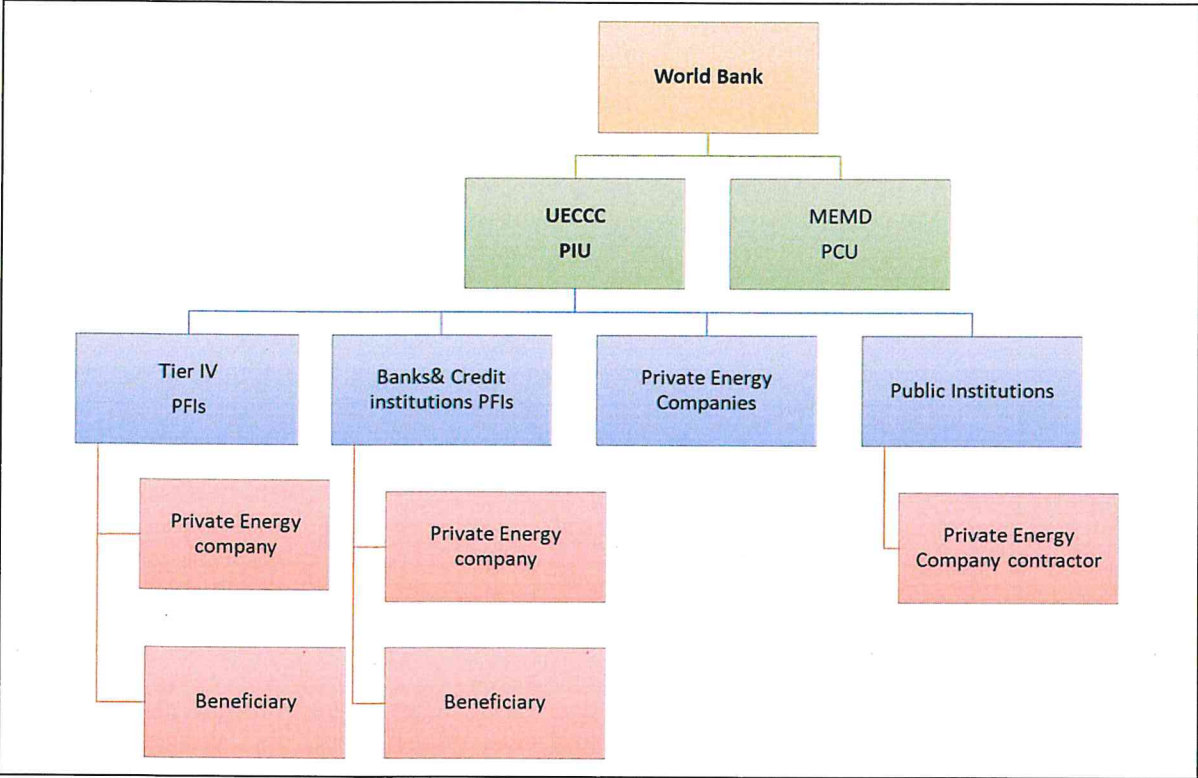 World Bank
UECCC
PIU
MEMD
PCU
Tier IV
PFIs
Banks& Credit
institutions PFIs
Private Energy
Companies
Public Institutions
Private Energy
company
Private Energy
company
Private Energy
Company contractor
Beneficiary
Beneficiary